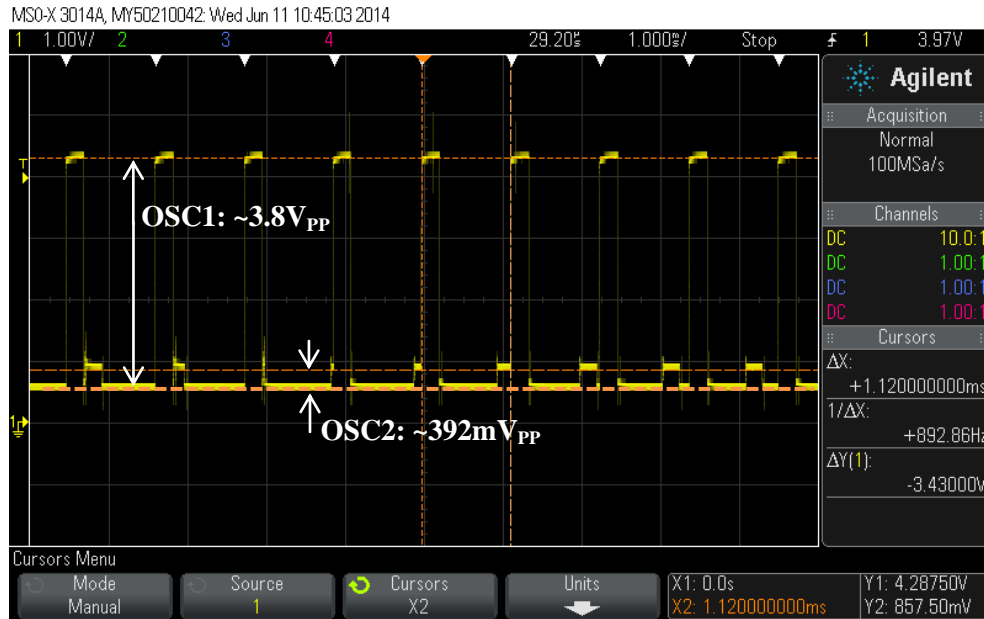 MSO-X 3014A, MY50210042: Wed Jun 11 10:45:03 2014
1 1.00V/ 2 3 4 29.20s 1.000s/ Stop 1 3.97V
Agilent
Acquisition
Normal
100MSa/s
Channels
DC 10.0:1
DC 1.00:1
DC 1.00:1
DC 1.00:1
Cursors
ΔX:
+1.120000000ms
1/ΔX:
+892.86Hz
ΔY(1):
-3.43000V
T
OSC1: ~3.8VPP
OSC2: ~392mVPP
1
Cursors Menu
Mode
Manual
Source
1
Cursors
X2
Units
X1: 0.0s
X2: 1.120000000ms
Y1: 4.28750V
Y2: 857.50mV